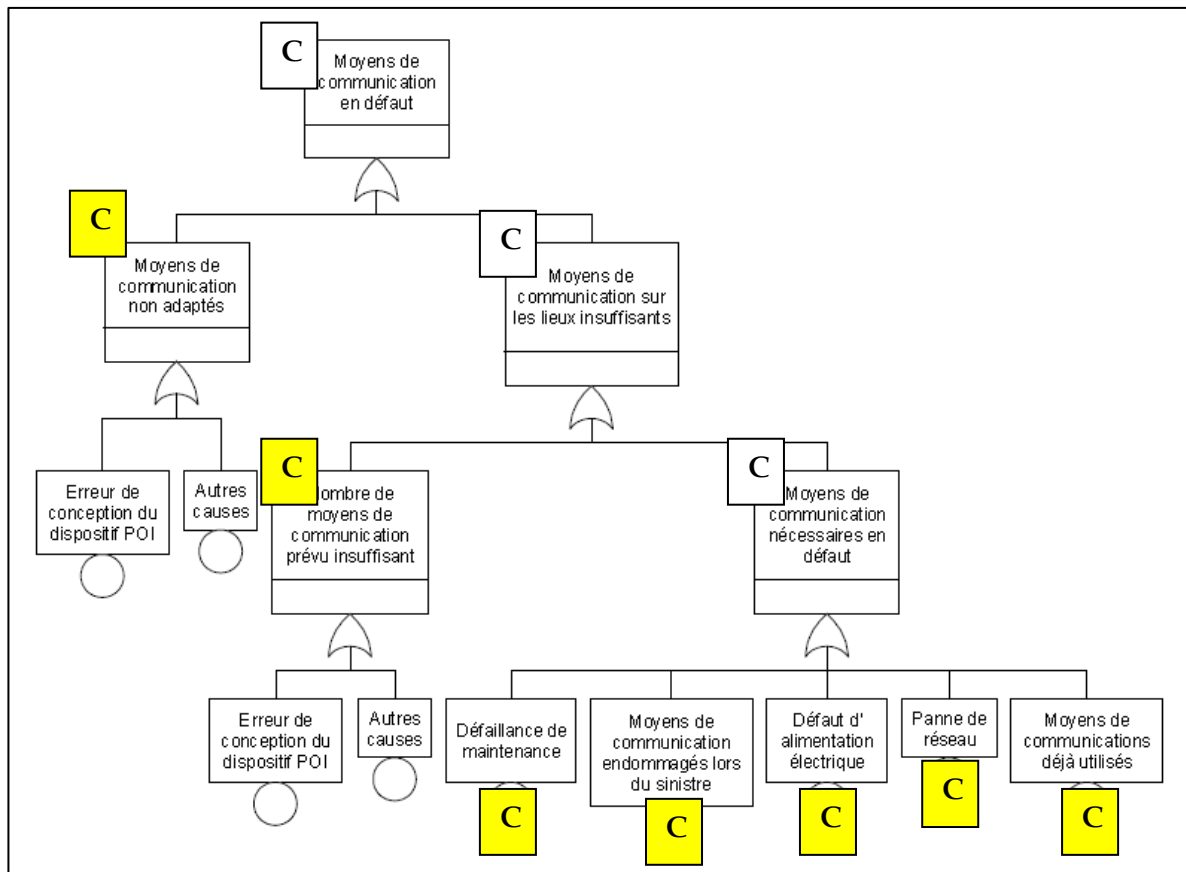 C
Moyens de
communication
en défaut
C
Moyens de
communication
non adaptés
C
Moyens de
communication sur
les lieux insuffisants
Erreur de
conception du
dispositif POI
Autres
causes
C
Nombre de
moyens de
communication
prévu insuffisant
C
Moyens de
communication
nécessaires en
défaut
Erreur de
conception du
dispositif POI
Autres
causes
Défaillance de
maintenance
C
Moyens de
communication
endommagés lors
du sinistre
C
Défaut d'
alimentation
électrique
C
Panne de
réseau
C
Moyens de
communications
déjà utilisés
C